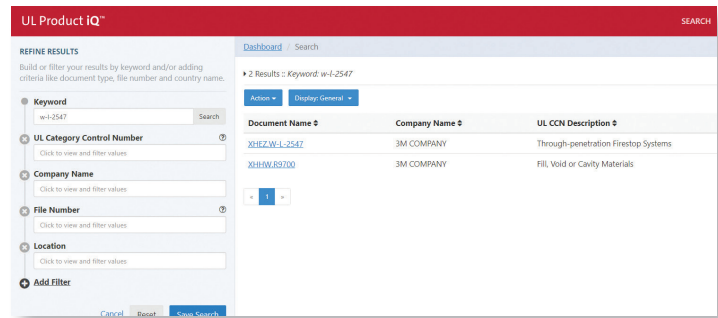 UL Product iQ™
SEARCH
REFINE RESULTS
Build or filter your results by keyword and/or adding
criteria like document type, file number and country name.
Keyword
w-l-2547
Search
UL Category Control Number
Click to view and filter values
Company Name
Click to view and filter values
File Number
Click to view and filter values
Location
Click to view and filter values
Add Filter
Cancel Reset Save Search
Dashboard / Search
2 Results :: Keyword: w-l-2547
Action Display: General
Document Name Company Name UL CCN Description
XHEZ.W-L-2547 3M COMPANY Through-penetration Firestop Systems
XHHW.R9700 3M COMPANY Fill, Void or Cavity Materials
« 1 »